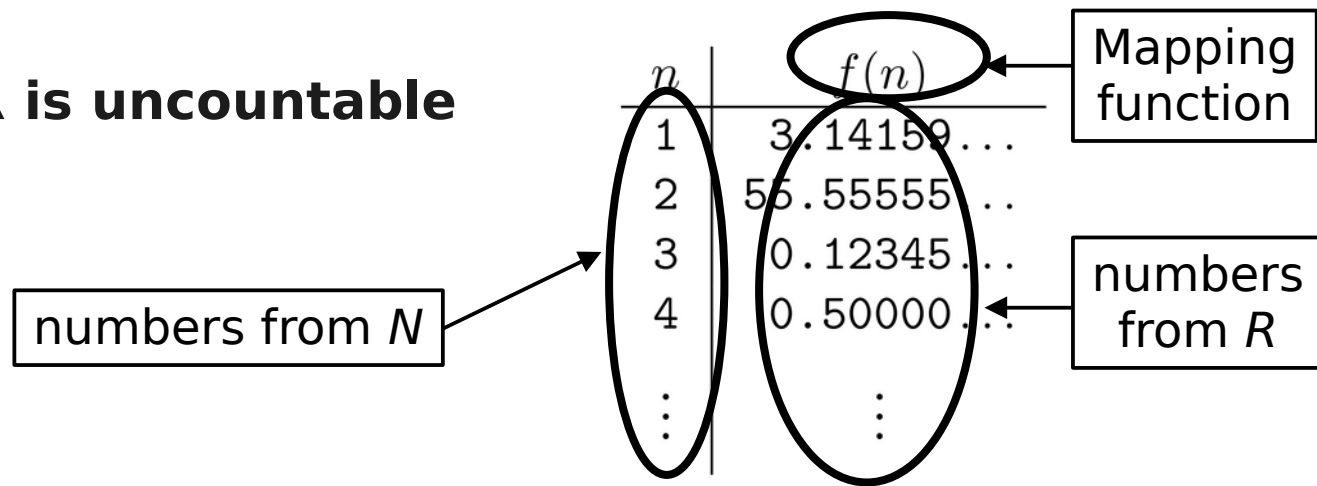 is uncountable
n f(n)
1 3.14159...
2 55.55555...
3 0.12345...
4 0.50000...
⋮ ⋮
Mapping
function
numbers from N
numbers
from R